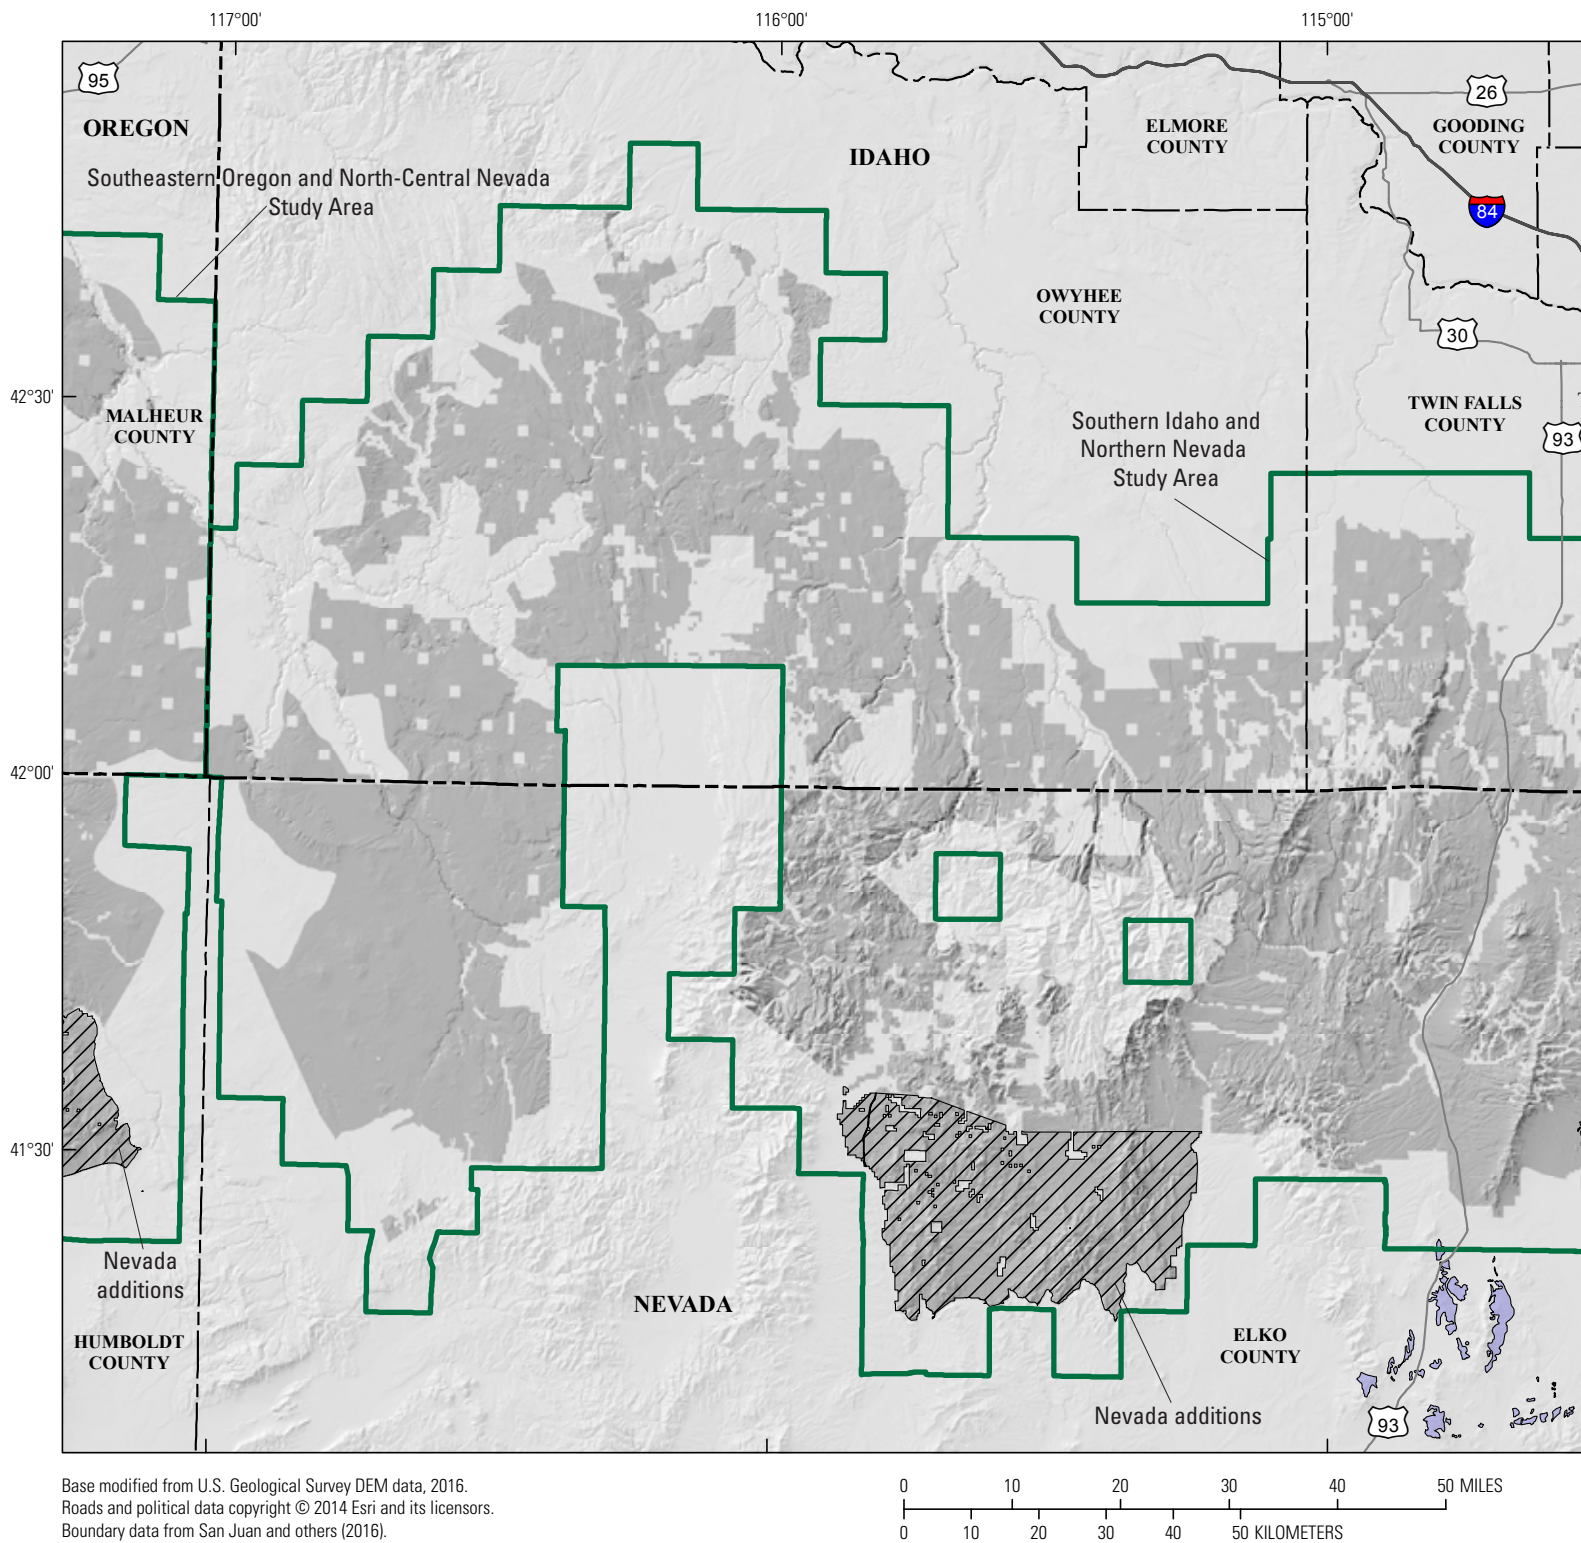 117°00'
116°00'
115°00'
95
26
OREGON
IDAHO
ELMORE
COUNTY
GOODING
COUNTY
Southeastern Oregon and North-Central Nevada
Study Area
84
OWYHEE
COUNTY
30
42°30'
MALHEUR
COUNTY
Southern Idaho and
Northern Nevada
Study Area
TWIN FALLS
COUNTY
93
42°00'
41°30'
Nevada
additions
NEVADA
HUMBOLDT
COUNTY
ELKO
COUNTY
Nevada additions
93
Base modified from U.S. Geological Survey DEM data, 2016.
Roads and political data copyright © 2014 Esri and its licensors.
Boundary data from San Juan and others (2016).
0 10 20 30 40 50 MILES
0 10 20 30 40 50 KILOMETERS